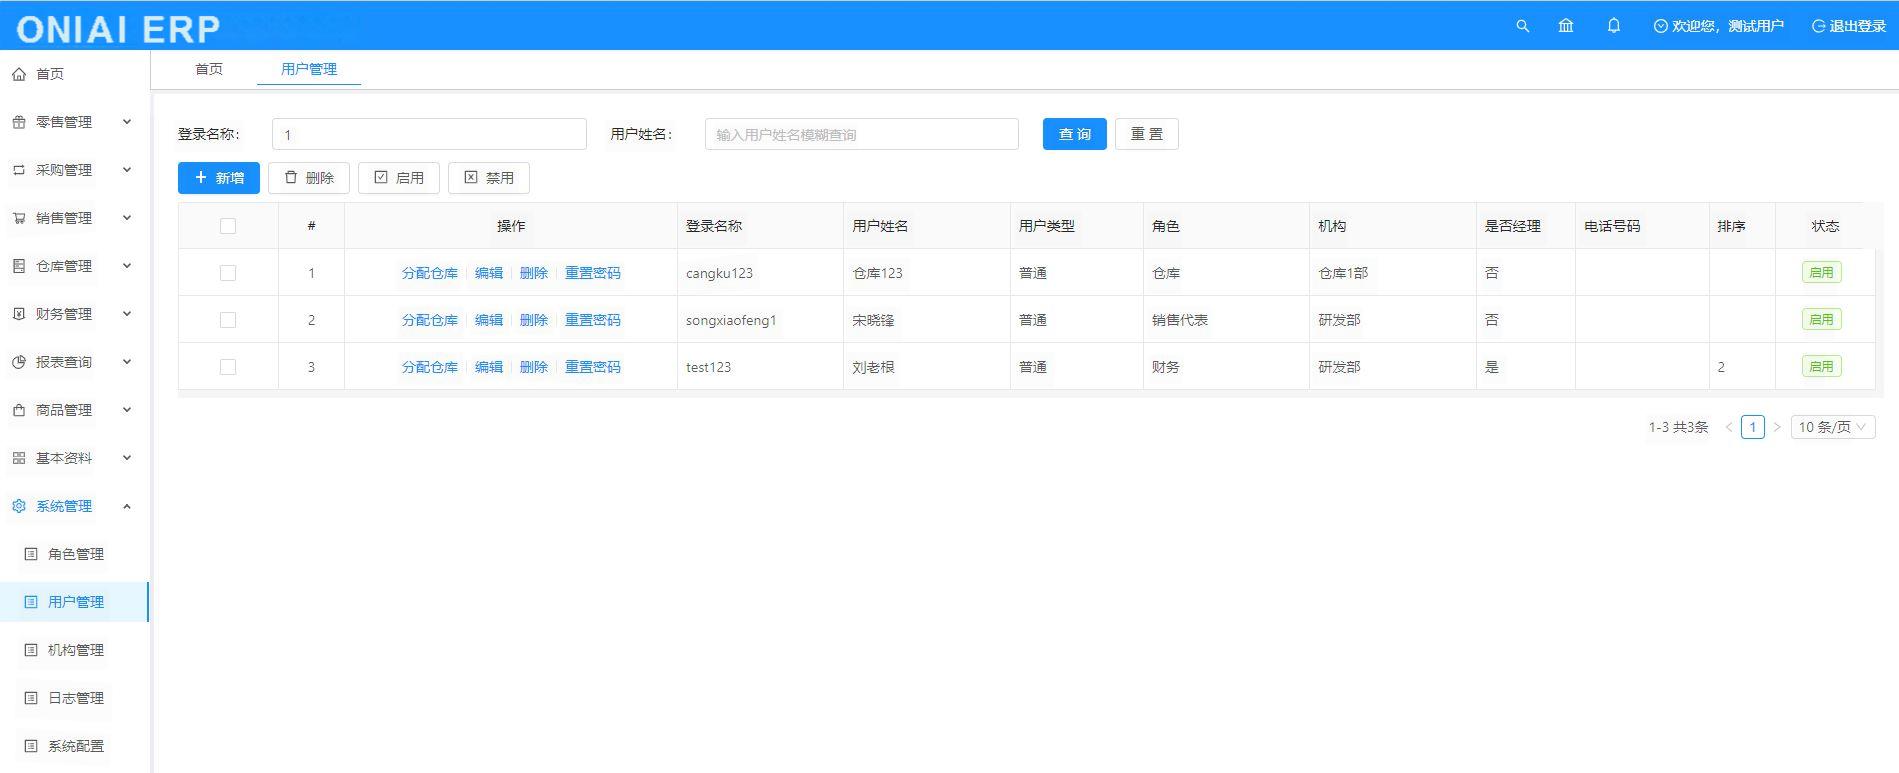 ONIAI ERP
欢迎您，测试用户 退出登录
首页
零售管理
采购管理
销售管理
仓库管理
财务管理
报表查询
商品管理
基本资料
系统管理
角色管理
用户管理
机构管理
日志管理
系统配置
首页 用户管理
登录名称： 1 用户姓名： 输入用户姓名模糊查询 查 询 重 置
新增 删除 启用 禁用
# 操作 登录名称 用户姓名 用户类型 角色 机构 是否经理 电话号码 排序 状态
1 分配仓库 编辑 删除 重置密码 cangku123 仓库123 普通 仓库 仓库1部 否 启用
2 分配仓库 编辑 删除 重置密码 songxiaofeng1 宋晓锋 普通 销售代表 研发部 否 启用
3 分配仓库 编辑 删除 重置密码 test123 刘老根 普通 财务 研发部 是 2 启用
1-3 共3条 < 1 > 10 条/页